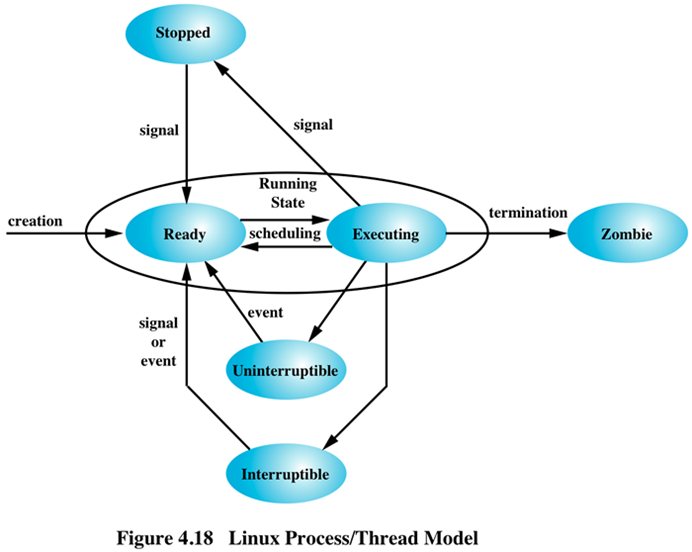 Stopped
signal
signal
Running
State
creation
Ready
scheduling
Executing
termination
Zombie
event
signal
or
event
Uninterruptible
Interruptible
Figure 4.18 Linux Process/Thread Model